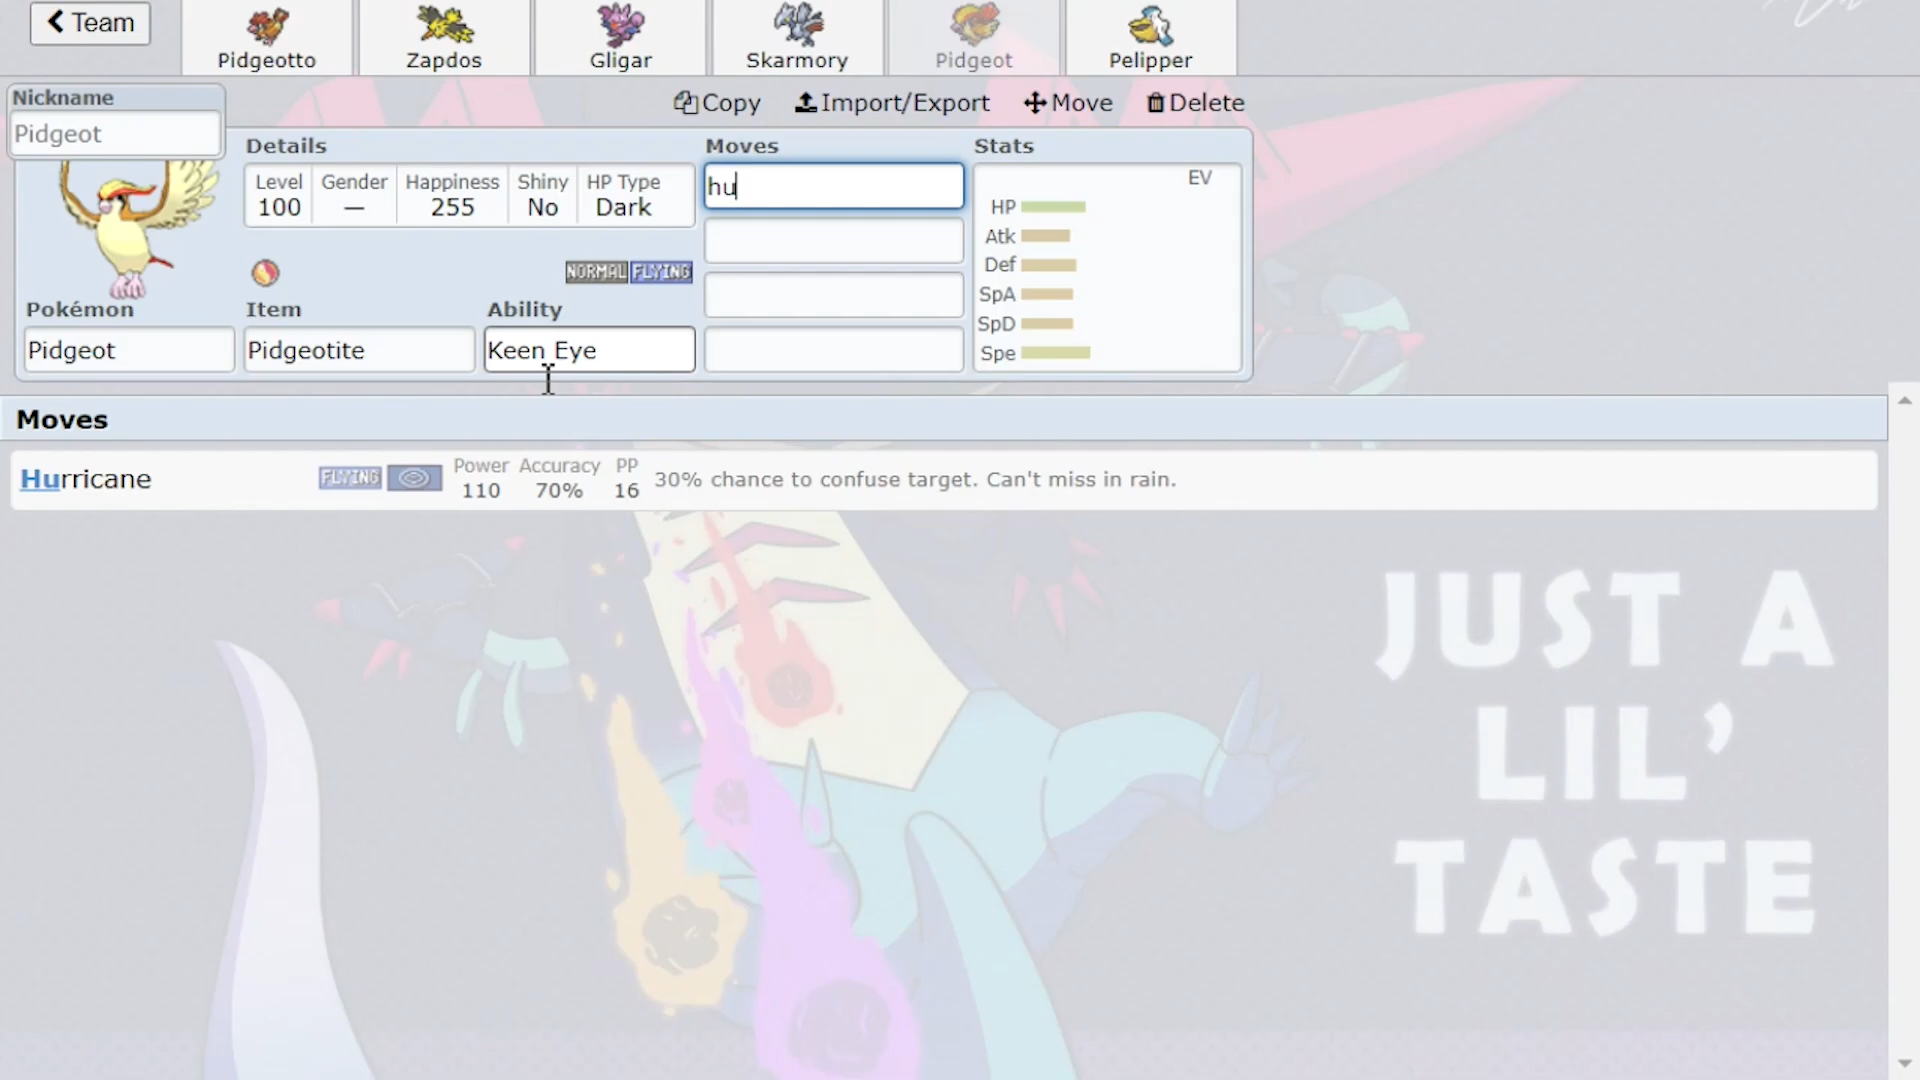 Team
Pidgeotto
Zapdos
Gligar
Skarmory
Pidgeot
Pelipper
Nickname
Pidgeot
Copy
Import/Export
Move
Delete
Details
Moves
Stats
Level
100
Gender
—
Happiness
255
Shiny
No
HP Type
Dark
hu
EV
HP
Atk
Def
SpA
SpD
Spe
NORMAL FLYING
Pokémon
Item
Ability
Pidgeot
Pidgeotite
Keen Eye
Moves
Hurricane
FLYING
Power
110
Accuracy
70%
PP
16
30% chance to confuse target. Can't miss in rain.
JUST A
LIL'
TASTE